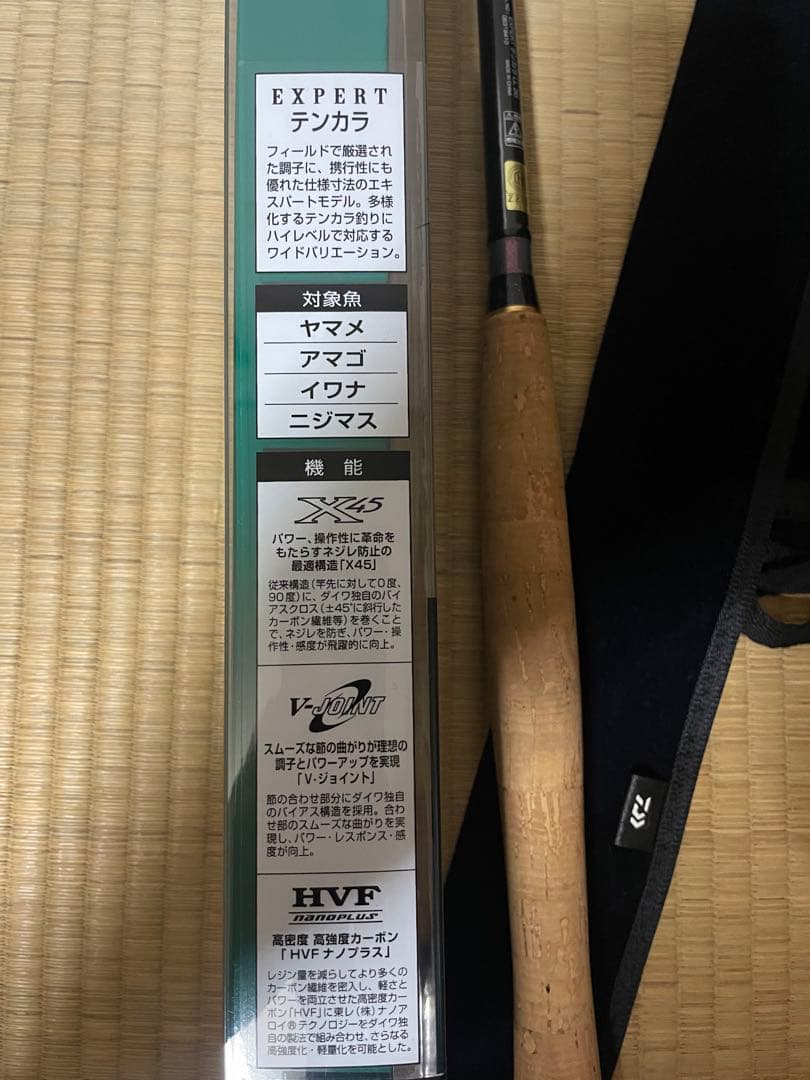 EXPERT
テンカラ
フィールドで厳選され
た調子に、携行性にも
優れた仕様寸法のエキ
スパートモデル。多様
化するテンカラ釣りに
ハイレベルで対応する
ワイドバリエーション。
対象魚
ヤマメ
アマゴ
イワナ
ニジマス
機 能
X45
パワー、操作性に革命を
もたらすネジレ防止の
最適構造「X45」
従来構造(竿先に対して0度、
90度)に、ダイワ独自のバイ
アスクロス(±45°に斜行した
カーボン繊維等)を巻くこと
で、ネジレを防ぎ、パワー・操
作性・感度が飛躍的に向上。
V-JOINT
スムーズな節の曲がりが理想の
調子とパワーアップを実現
「V-ジョイント」
節の合わせ部分にダイワ独自
のバイアス構造を採用。合わ
せ部のスムーズな曲がりを実
現し、パワー・レスポンス・感
度が向上。
HVF
nanoplus
高密度 高強度カーボン
「HVFナノプラス」
レジン量を減らしてより多くの
カーボン繊維を密入し、軽さと
パワーを両立させた高密度カー
ボン「HVF」に東レ(株)ナノア
ロイ®テクノロジーをダイワ独
自の製法で組み合わせ、さらなる
高強度化・軽量化を可能とした。